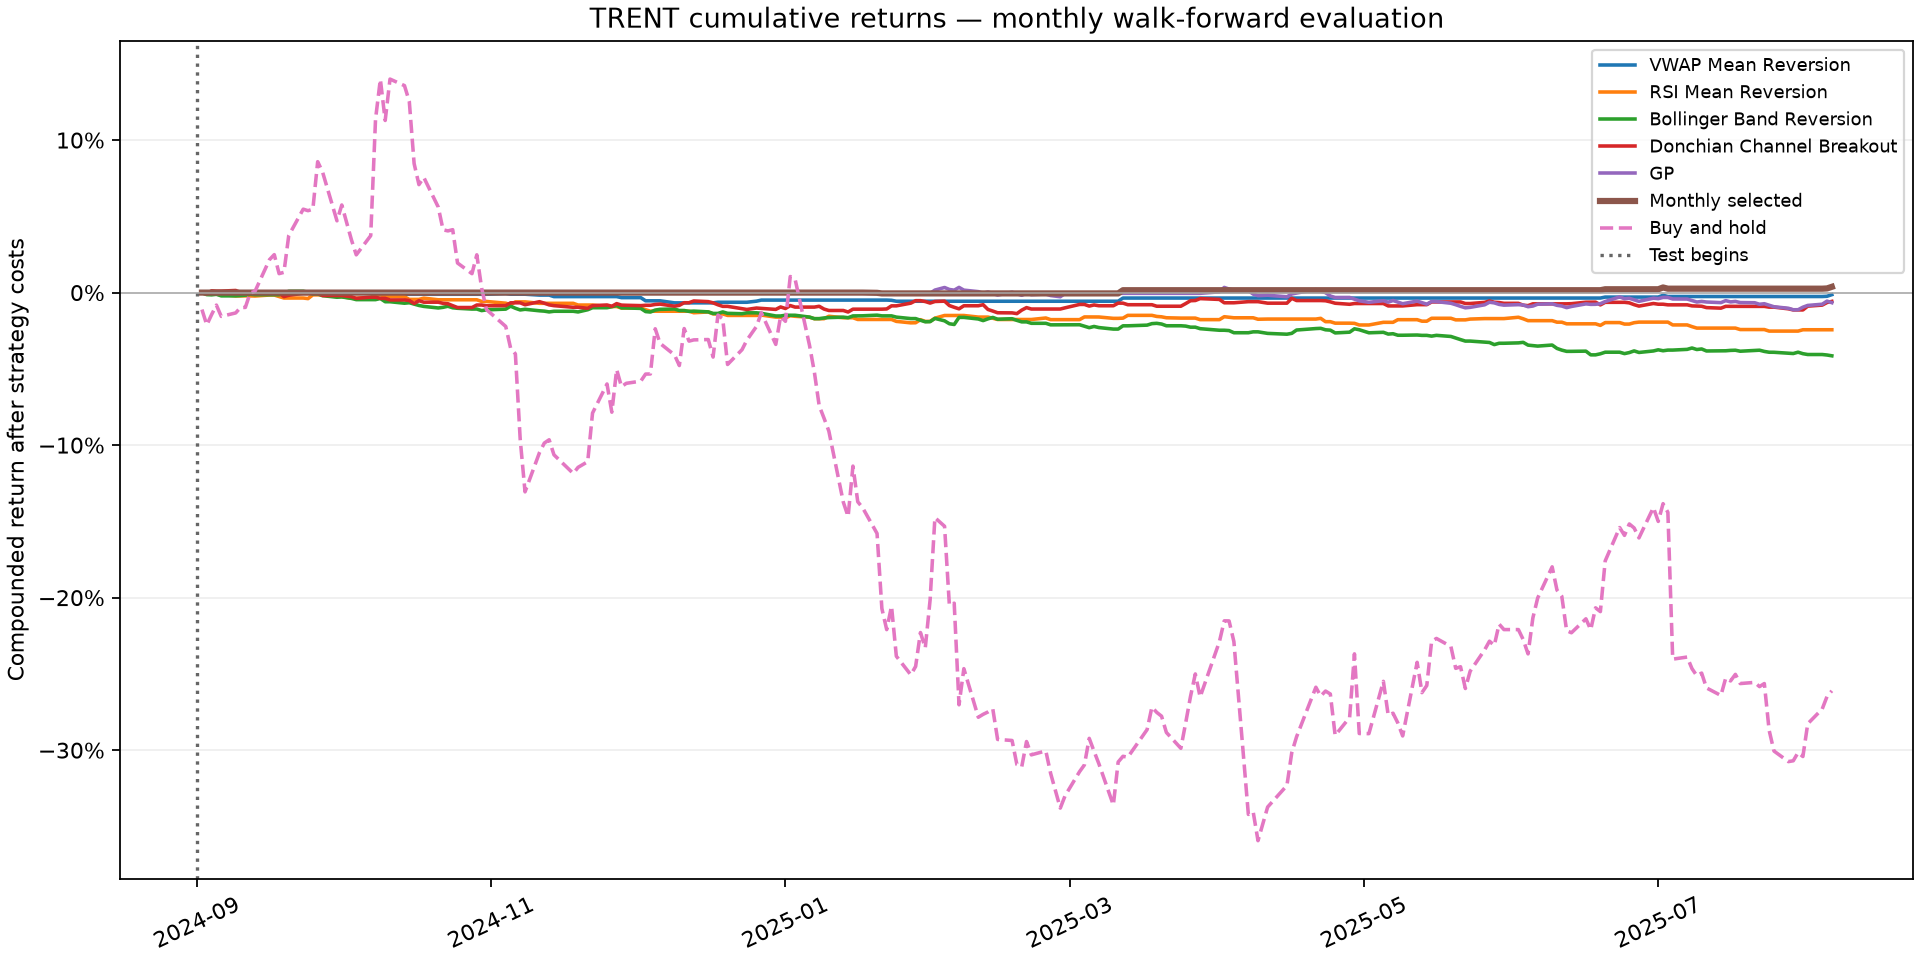 TRENT cumulative returns — monthly walk-forward evaluation
VWAP Mean Reversion
RSI Mean Reversion
Bollinger Band Reversion
Donchian Channel Breakout
GP
Monthly selected
Buy and hold
Test begins
Compounded return after strategy costs
10%
0%
−10%
−20%
−30%
2024-09
2024-11
2025-01
2025-03
2025-05
2025-07